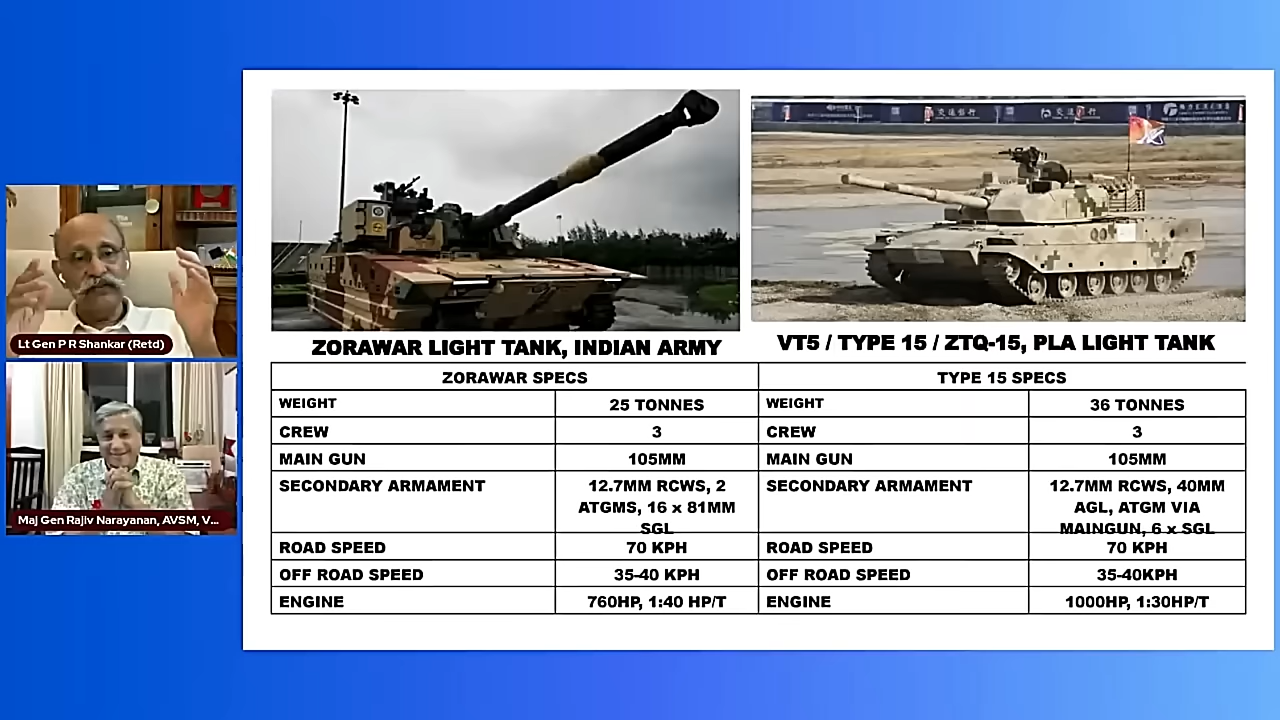 Lt Gen P R Shankar (Retd)
Maj Gen Rajiv Narayanan, AVSM, V...
ZORAWAR LIGHT TANK, INDIAN ARMY
VT5 / TYPE 15 / ZTQ-15, PLA LIGHT TANK
ZORAWAR SPECS
TYPE 15 SPECS
WEIGHT
25 TONNES
WEIGHT
36 TONNES
CREW
3
CREW
3
MAIN GUN
105MM
MAIN GUN
105MM
SECONDARY ARMAMENT
12.7MM RCWS, 2
ATGMS, 16 x 81MM
SGL
SECONDARY ARMAMENT
12.7MM RCWS, 40MM
AGL, ATGM VIA
MAINGUN, 6 x SGL
ROAD SPEED
70 KPH
ROAD SPEED
70 KPH
OFF ROAD SPEED
35-40 KPH
OFF ROAD SPEED
35-40KPH
ENGINE
760HP, 1:40 HP/T
ENGINE
1000HP, 1:30HP/T